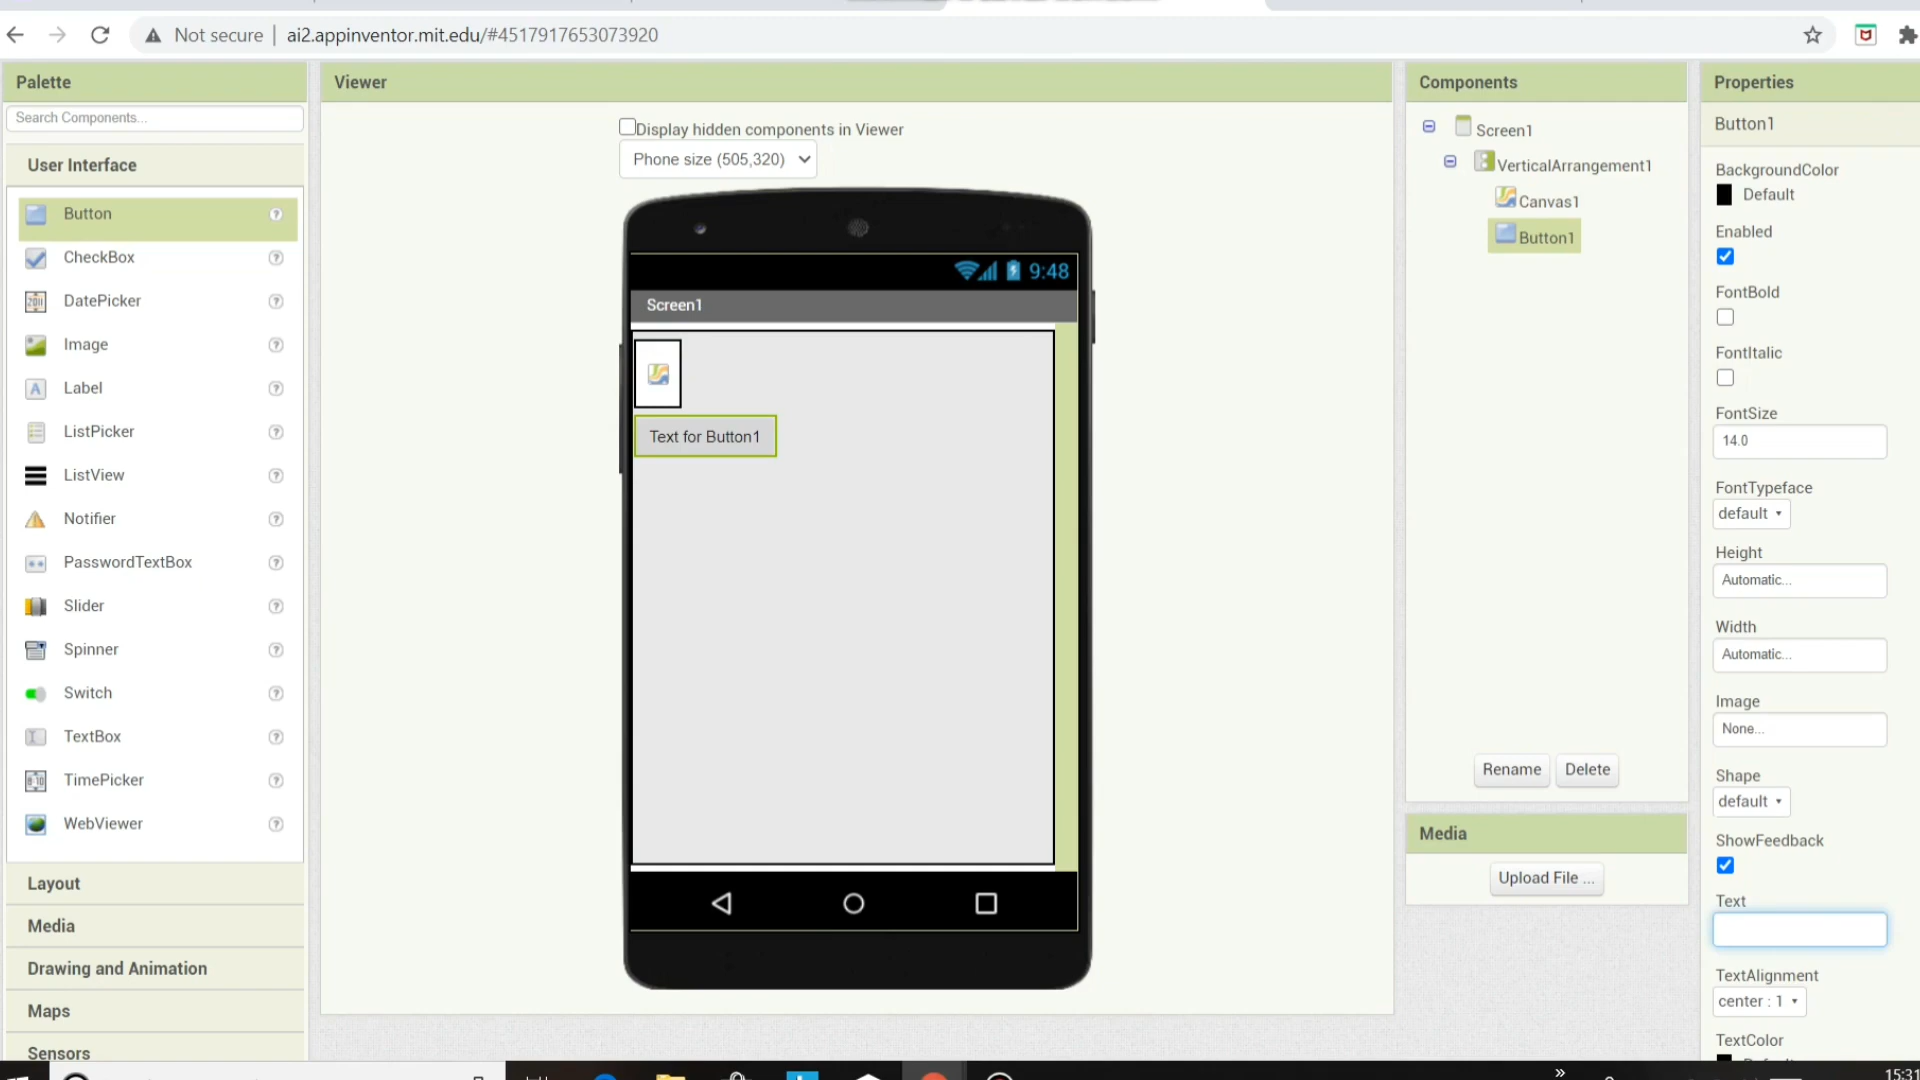 Not secure | ai2.appinventor.mit.edu/#4517917653073920
Palette
Search Components...
User Interface
Button
CheckBox
DatePicker
Image
Label
ListPicker
ListView
Notifier
PasswordTextBox
Slider
Spinner
Switch
TextBox
TimePicker
WebViewer
Layout
Media
Drawing and Animation
Maps
Sensors
Viewer
Display hidden components in Viewer
Phone size (505,320)
9:48
Screen1
Text for Button1
Components
Screen1
VerticalArrangement1
Canvas1
Button1
Rename Delete
Media
Upload File ...
Properties
Button1
BackgroundColor
Default
Enabled
FontBold
FontItalic
FontSize
14.0
FontTypeface
default
Height
Automatic...
Width
Automatic...
Image
None...
Shape
default
ShowFeedback
Text
TextAlignment
center : 1
TextColor
15:31